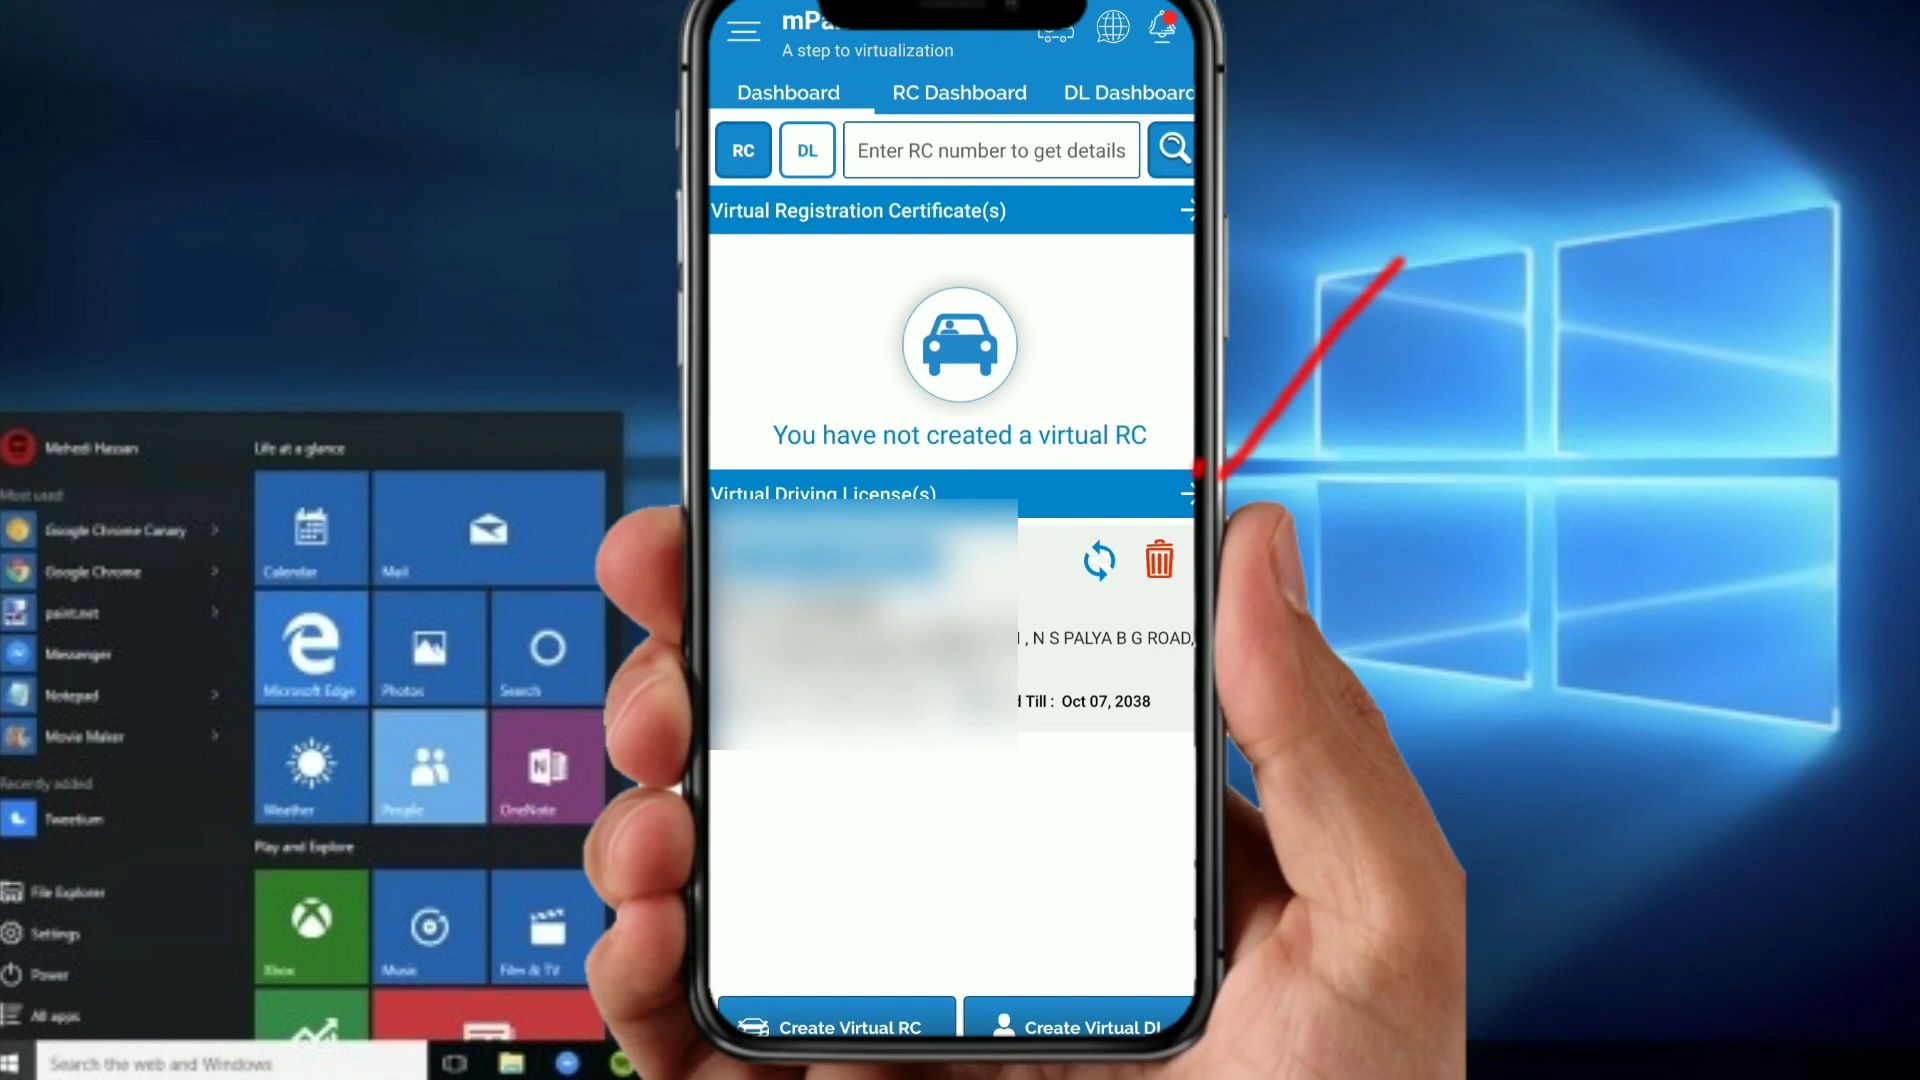 mPa
A step to virtualization
Dashboard RC Dashboard DL Dashboard
RC DL Enter RC number to get details
Virtual Registration Certificate(s)
You have not created a virtual RC
Virtual Driving License(s)
, N S PALYA B G ROAD,
Till : Oct 07, 2038
Create Virtual RC Create Virtual DL
Mehedi Hassan
Most used
Google Chrome Canary
Google Chrome
paint.net
Messenger
Notepad
Movie Maker
Recently added
Tweetium
File Explorer
Settings
Power
All apps
Life at a glance
Calendar Mail
Microsoft Edge Photos Search
Weather People OneNote
N
Play and Explore
Xbox Music Film & TV
Search the web and Windows